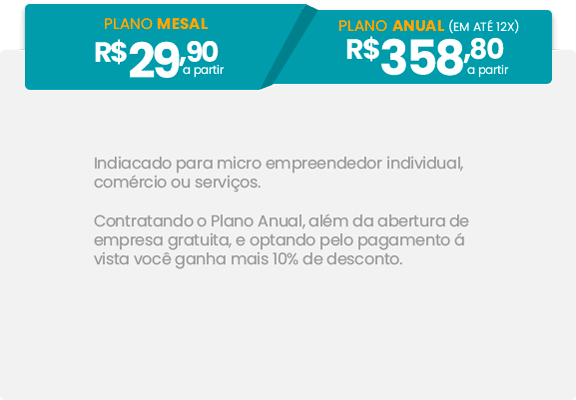 PLANO MESAL
R$29,90
a partir
PLANO ANUAL (EM ATÉ 12X)
R$358,80
a partir
Indiacado para micro empreendedor individual,
comércio ou serviços.
Contratando o Plano Anual, além da abertura de
empresa gratuita, e optando pelo pagamento á
vista você ganha mais 10% de desconto.